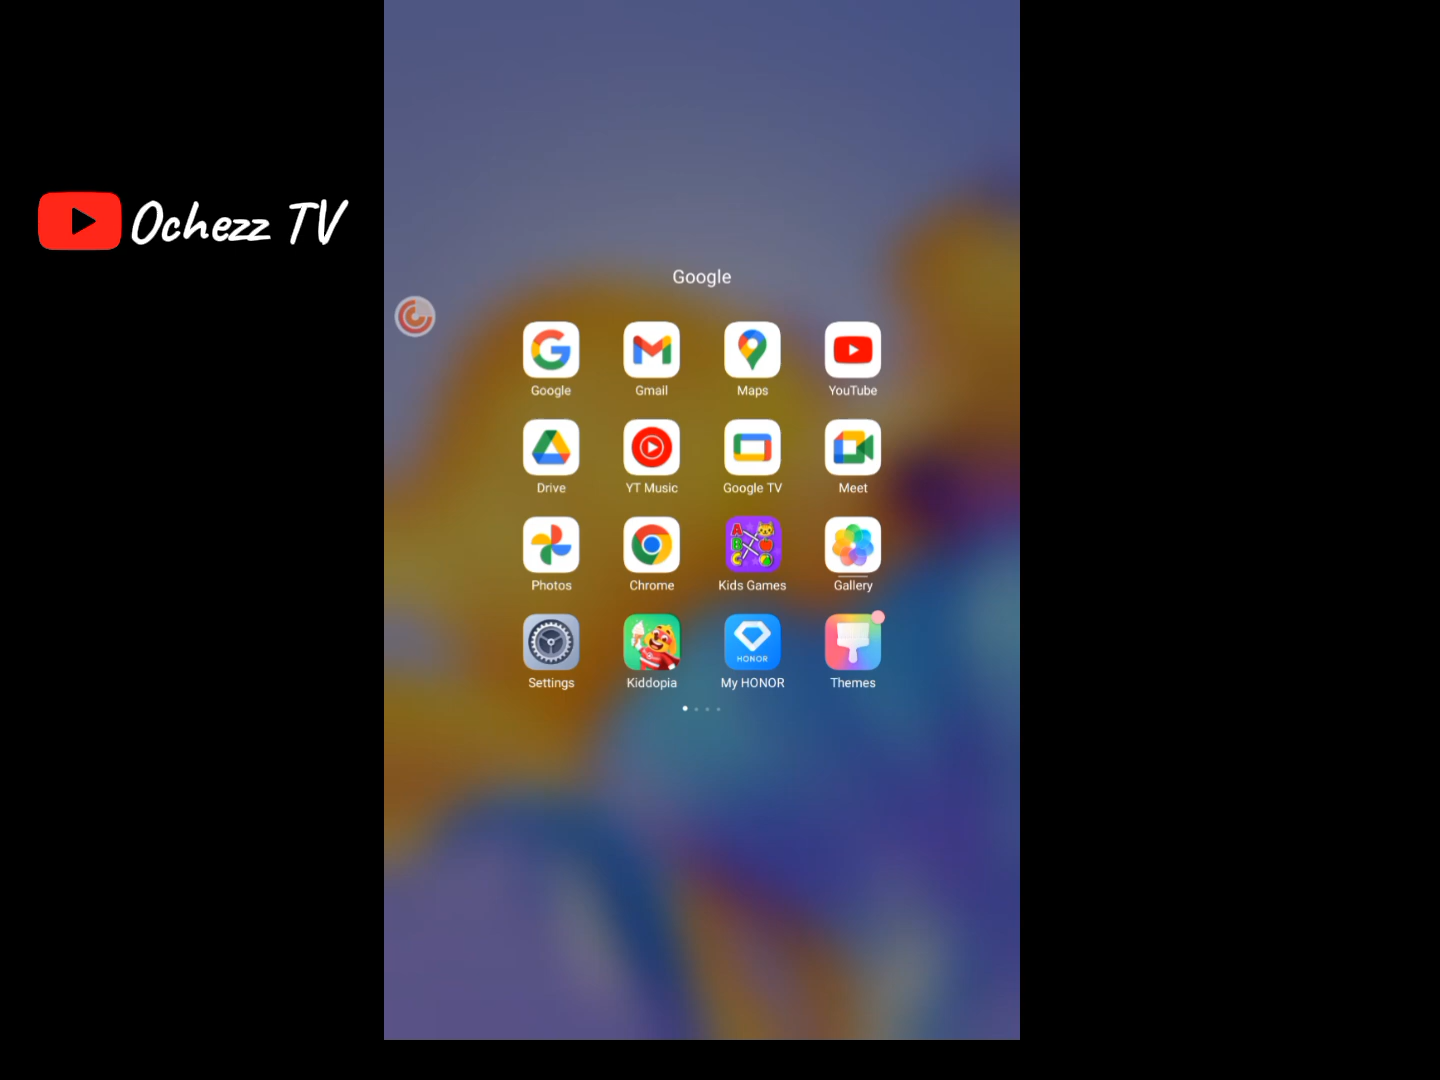 Ochezz TV
Google
Google
Gmail
Maps
YouTube
Drive
YT Music
Google TV
Meet
Photos
Chrome
A
B
C
Kids Games
Gallery
Settings
Kiddopia
HONOR
My HONOR
Themes